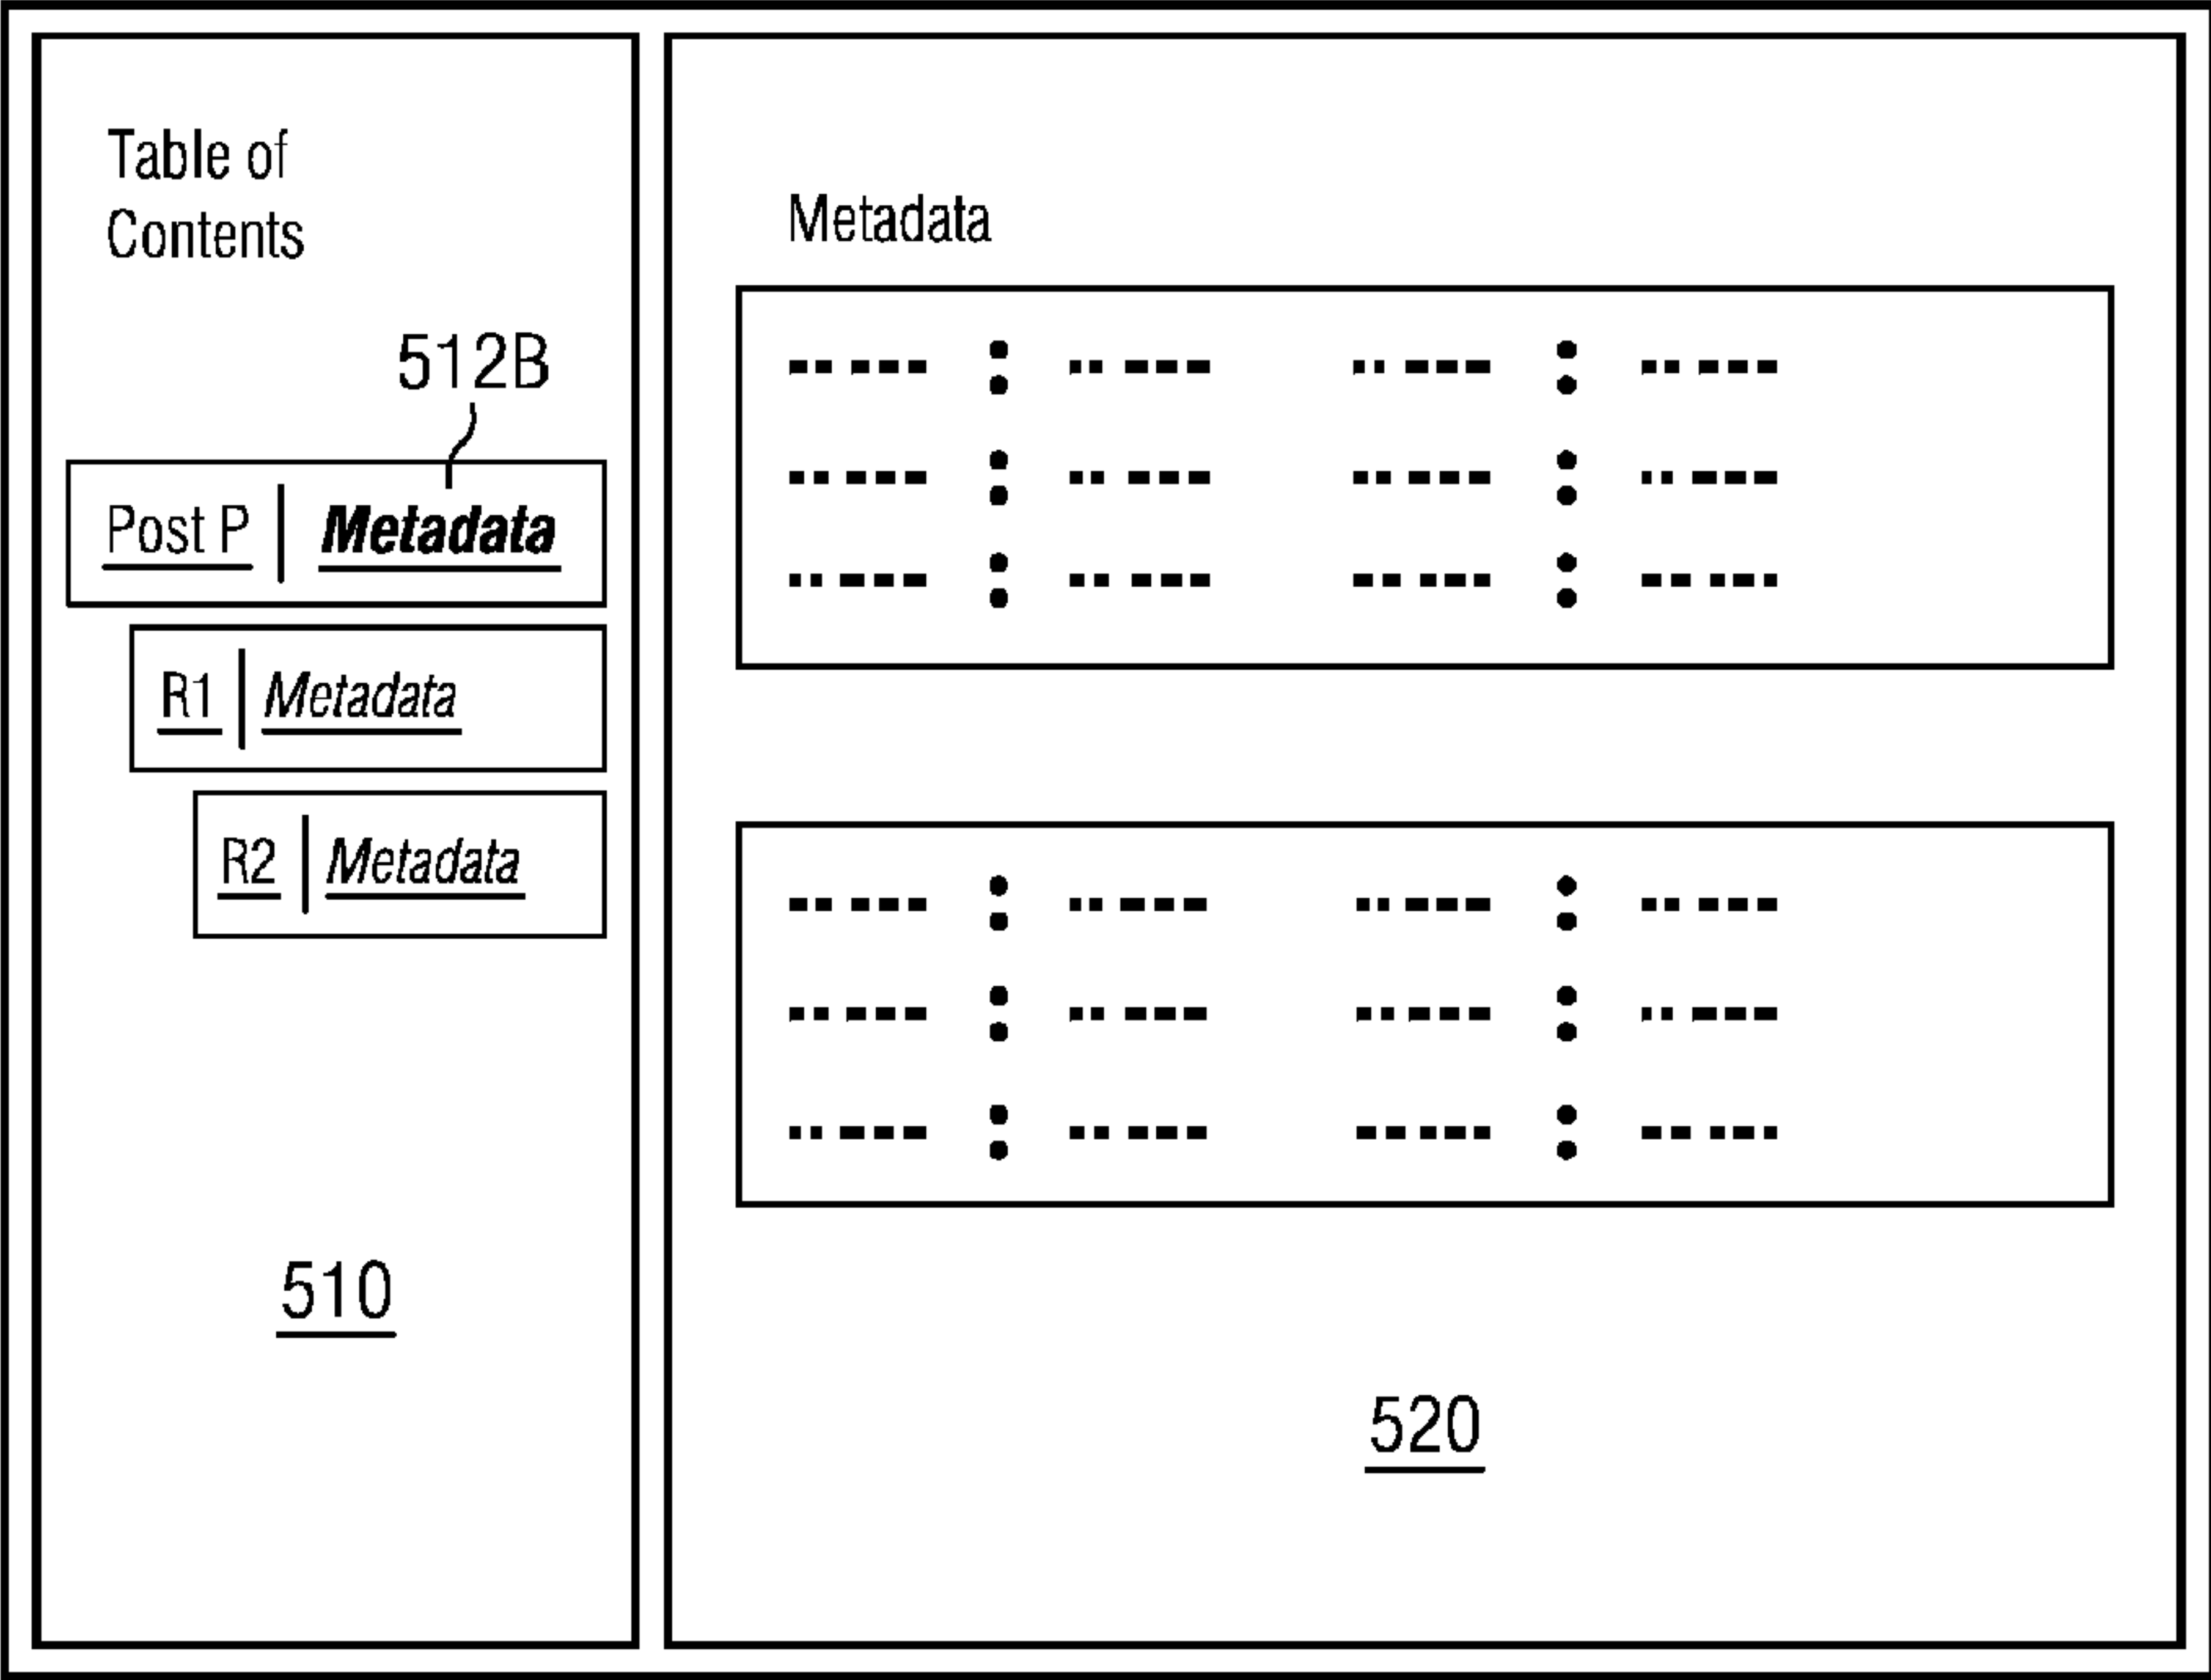 Table of
Contents
512B
Post P | Metadata
R1 | Metadata
R2 | Metadata
510
Metadata
520